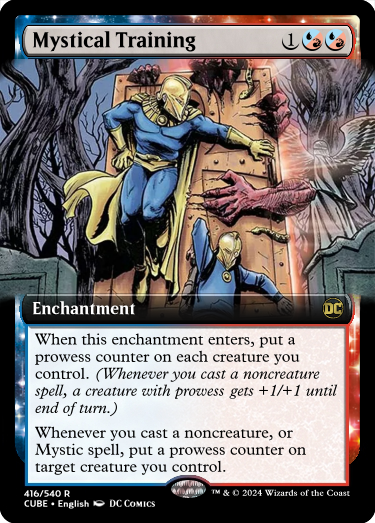 Mystical Training 1
Enchantment DC
When this enchantment enters, put a
prowess counter on each creature you
control. (Whenever you cast a noncreature
spell, a creature with prowess gets +1/+1 until
end of turn.)
Whenever you cast a noncreature, or
Mystic spell, put a prowess counter on
target creature you control.
416/540 R
CUBE • English DC COMICS
™ & © 2024 Wizards of the Coast